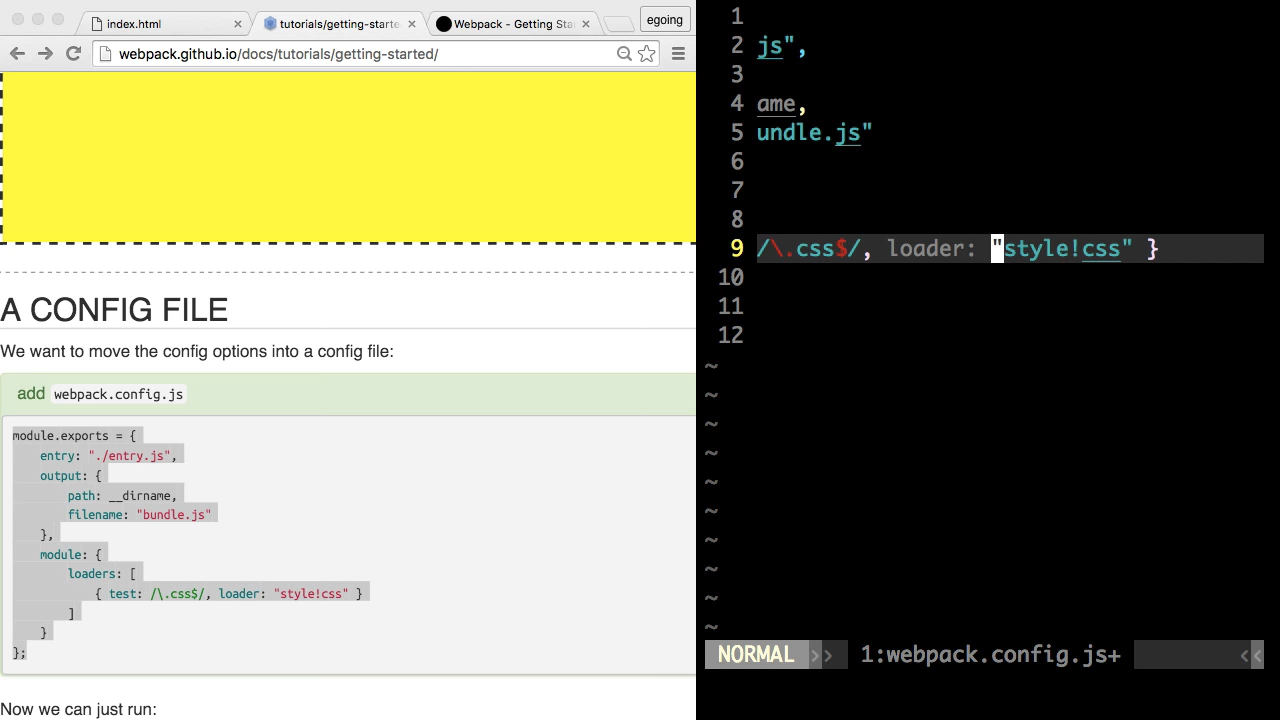 index.html
tutorials/getting-starte
Webpack - Getting Sta
egoing
webpack.github.io/docs/tutorials/getting-started/
A CONFIG FILE
We want to move the config options into a config file:
add webpack.config.js
module.exports = {
entry: "./entry.js",
output: {
path: __dirname,
filename: "bundle.js"
},
module: {
loaders: [
{ test: /\.css$/, loader: "style!css" }
]
}
};
Now we can just run:
1
2 js",
3
4 ame,
5 undle.js"
6
7
8
9 /\.css$/, loader: "style!css" }
10
11
12
~
~
~
~
~
~
~
~
~
~
NORMAL >> 1:webpack.config.js+ <<